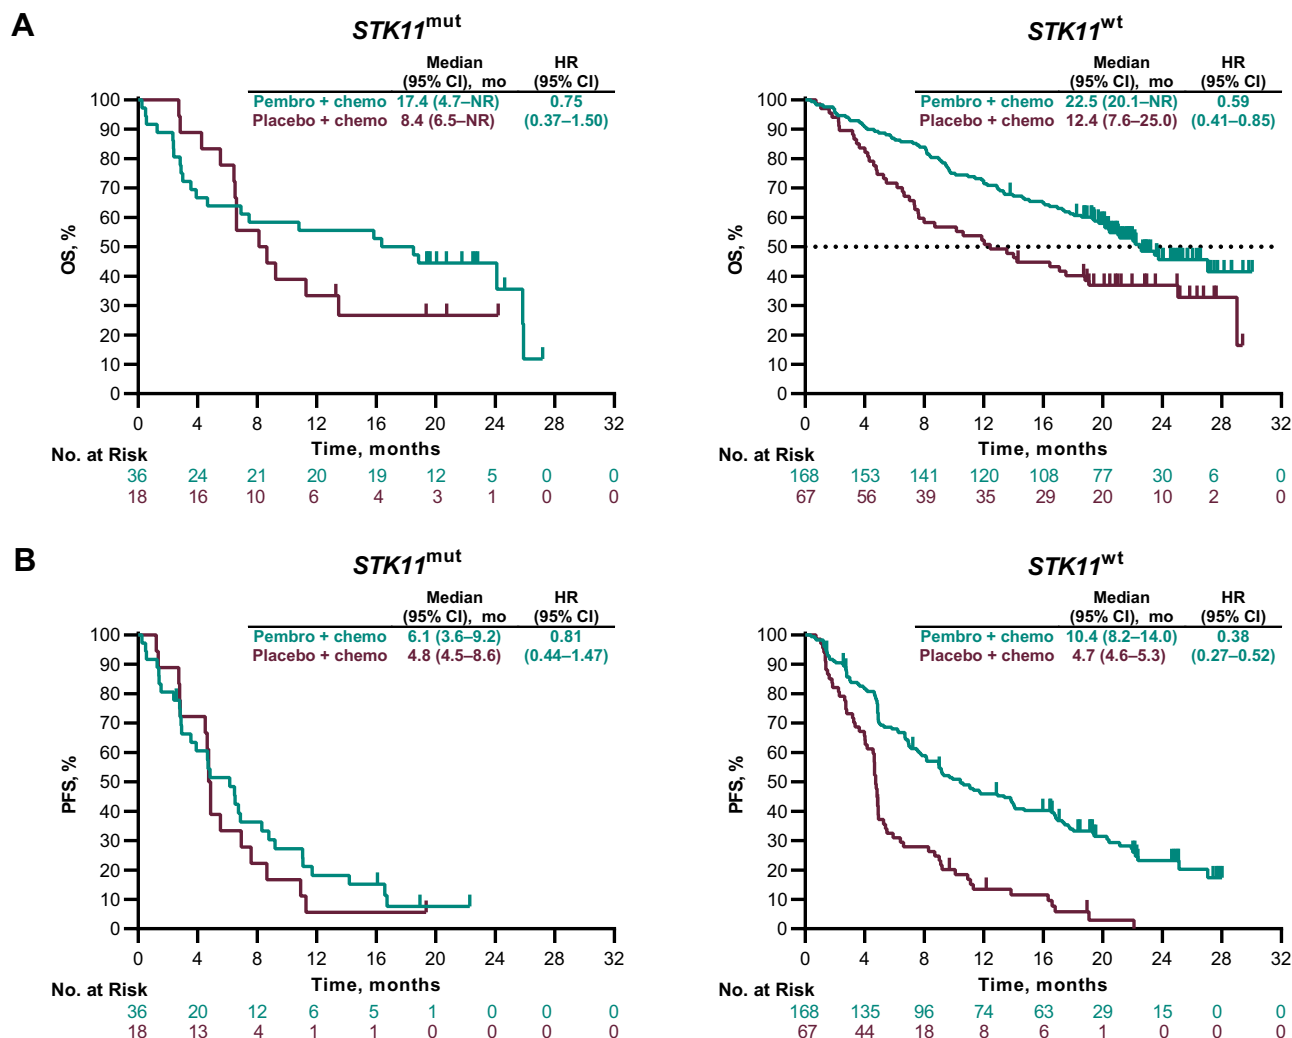 A
STK11mut
Median HR
(95% CI), mo (95% CI)
Pembro + chemo 17.4 (4.7–NR) 0.75
Placebo + chemo 8.4 (6.5–NR) (0.37–1.50)
100
90
80
70
60
50
40
30
20
10
0
OS, %
0 4 8 12 16 20 24 28 32
Time, months
No. at Risk
36 24 21 20 19 12 5 0 0
18 16 10 6 4 3 1 0 0
STK11wt
Median HR
(95% CI), mo (95% CI)
Pembro + chemo 22.5 (20.1–NR) 0.59
Placebo + chemo 12.4 (7.6–25.0) (0.41–0.85)
100
90
80
70
60
50
40
30
20
10
0
OS, %
0 4 8 12 16 20 24 28 32
Time, months
No. at Risk
168 153 141 120 108 77 30 6 0
67 56 39 35 29 20 10 2 0
B
STK11mut
Median HR
(95% CI), mo (95% CI)
Pembro + chemo 6.1 (3.6–9.2) 0.81
Placebo + chemo 4.8 (4.5–8.6) (0.44–1.47)
100
90
80
70
60
50
40
30
20
10
0
PFS, %
0 4 8 12 16 20 24 28 32
Time, months
No. at Risk
36 20 12 6 5 1 0 0 0
18 13 4 1 1 0 0 0 0
STK11wt
Median HR
(95% CI), mo (95% CI)
Pembro + chemo 10.4 (8.2–14.0) 0.38
Placebo + chemo 4.7 (4.6–5.3) (0.27–0.52)
100
90
80
70
60
50
40
30
20
10
0
PFS, %
0 4 8 12 16 20 24 28 32
Time, months
No. at Risk
168 135 96 74 63 29 15 0 0
67 44 18 8 6 1 0 0 0